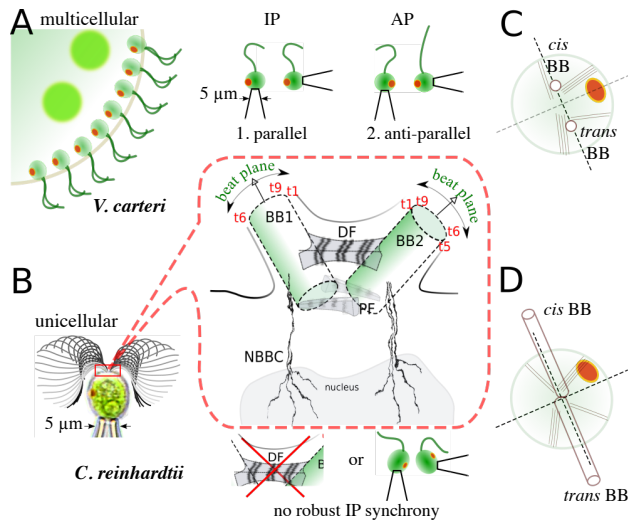 A
multicellular
V. carteri
IP
AP
5 µm
1. parallel
2. anti-parallel
C
cis
BB
trans
BB
beat plane
t9
t1
t6
BB1
DF
BB2
beat plane
t1
t9
t6
t5
PF
NBBC
nucleus
B
unicellular
5 µm
C. reinhardtii
DF
B
or
no robust IP synchrony
D
cis BB
trans BB